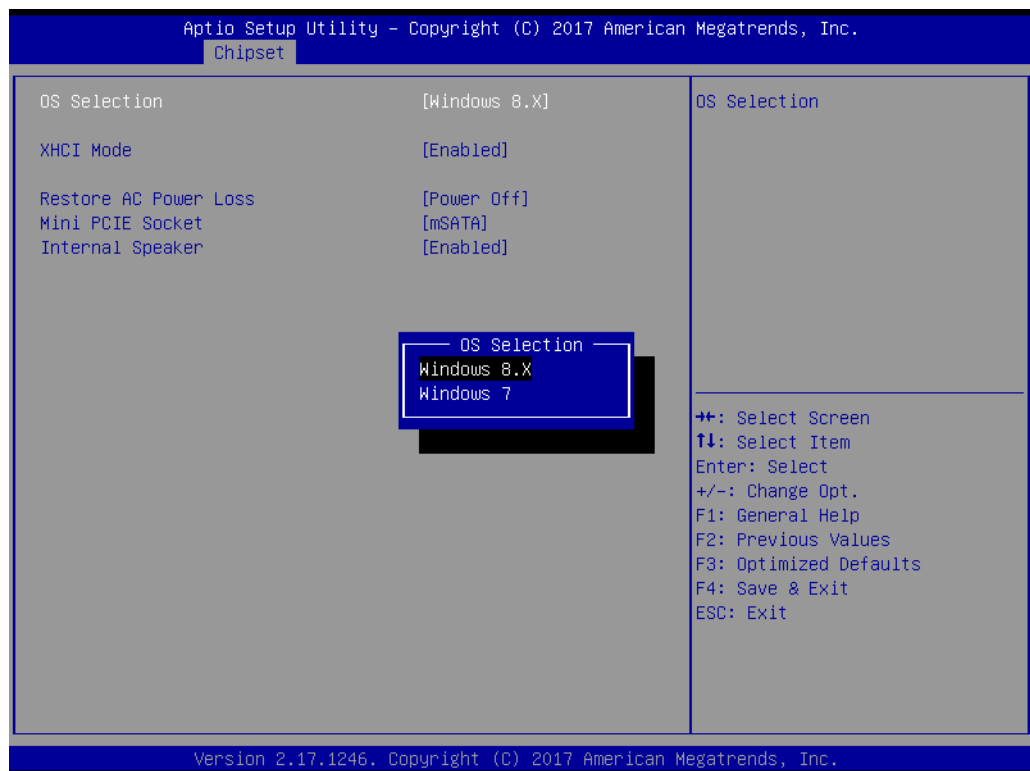 Aptio Setup Utility – Copyright (C) 2017 American Megatrends, Inc.
Chipset
OS Selection [Windows 8.X]
XHCI Mode [Enabled]
Restore AC Power Loss [Power Off]
Mini PCIE Socket [mSATA]
Internal Speaker [Enabled]
OS Selection
Windows 8.X
Windows 7
OS Selection
→←: Select Screen
↑↓: Select Item
Enter: Select
+/-: Change Opt.
F1: General Help
F2: Previous Values
F3: Optimized Defaults
F4: Save & Exit
ESC: Exit
Version 2.17.1246. Copyright (C) 2017 American Megatrends, Inc.